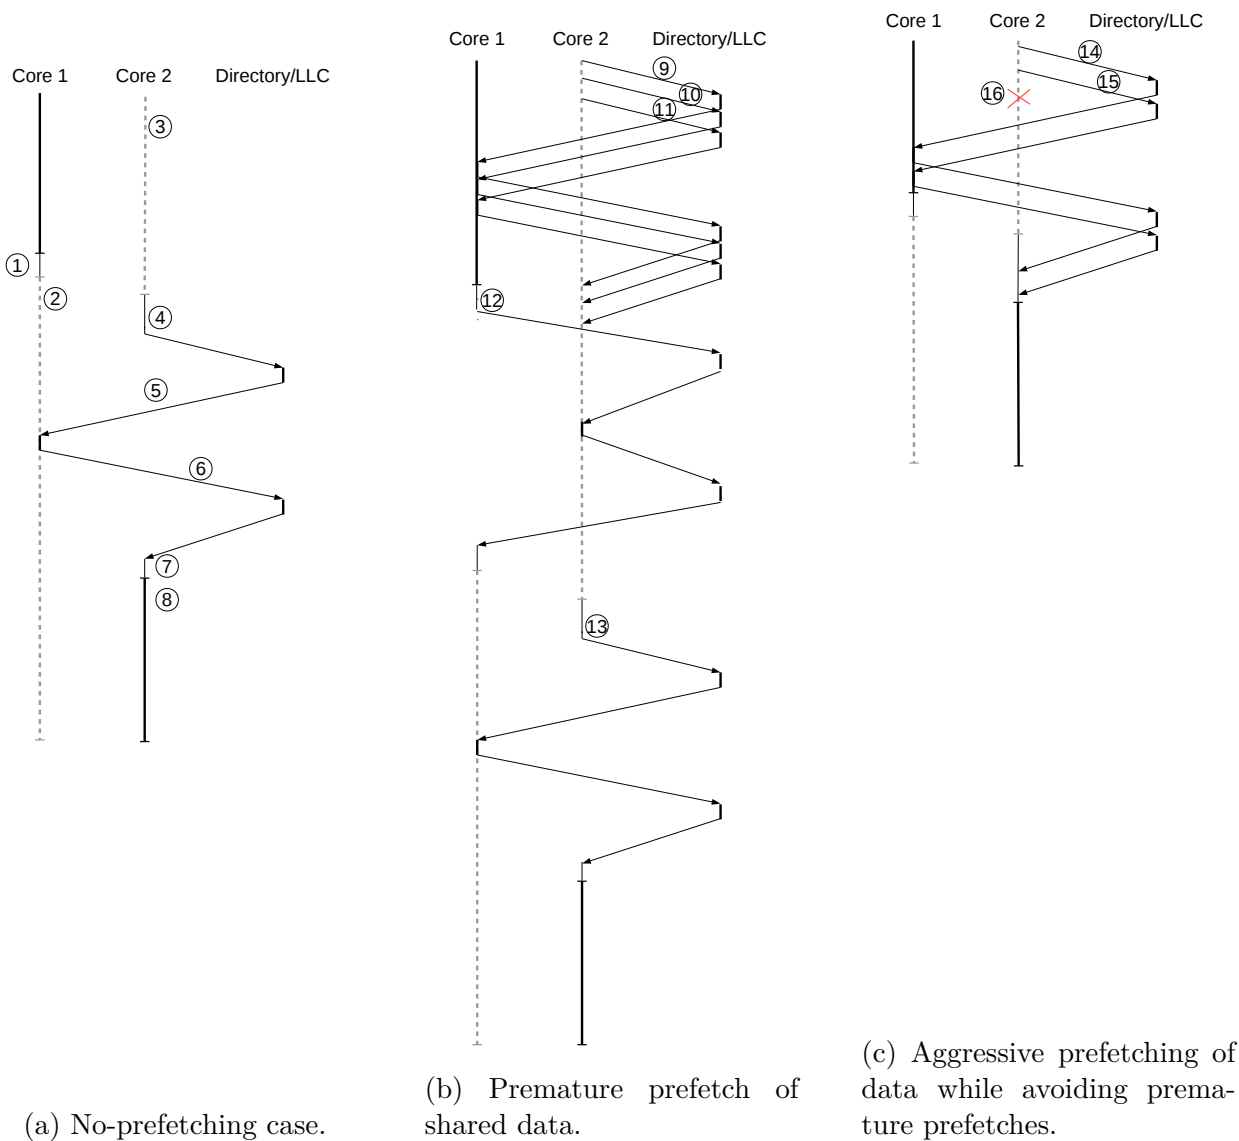 Core 1 Core 2 Directory/LLC
1
2
3
4
5
6
7
8
(a) No-prefetching case.
Core 1 Core 2 Directory/LLC
9
10
11
12
13
(b) Premature prefetch of
shared data.
Core 1 Core 2 Directory/LLC
14
15
16
(c) Aggressive prefetching of
data while avoiding prema-
ture prefetches.